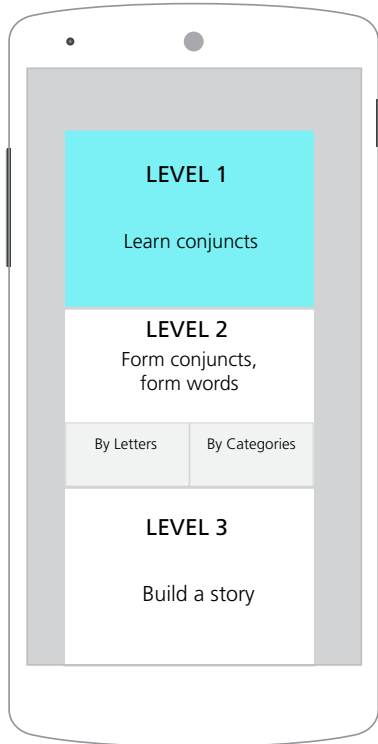 LEVEL 1
Learn conjuncts
LEVEL 2
Form conjuncts,
form words
By Letters
By Categories
LEVEL 3
Build a story